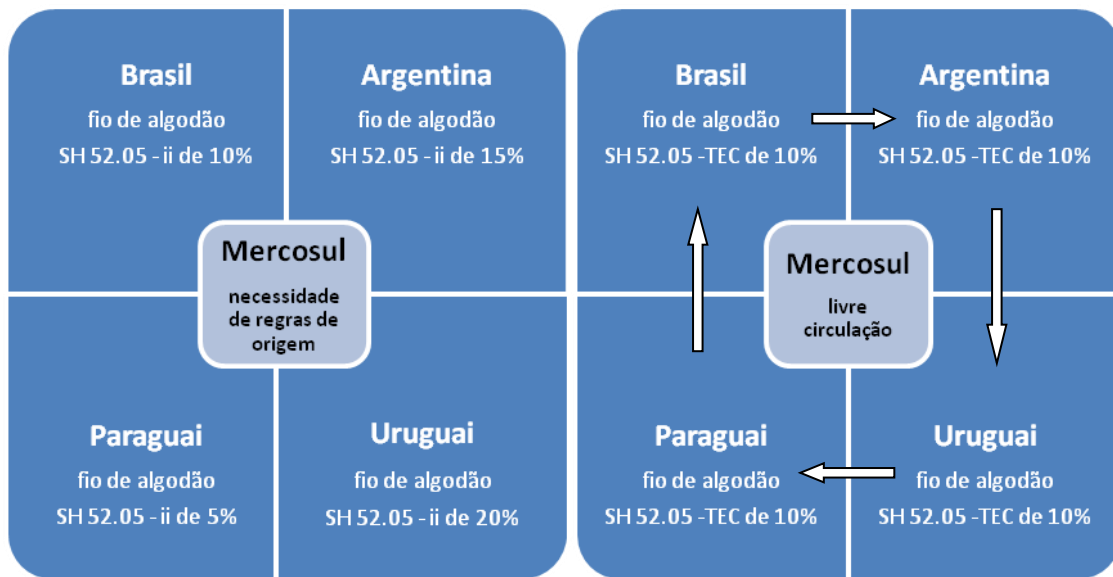 Brasil
fio de algodão
SH 52.05 - ii de 10%
Argentina
fio de algodão
SH 52.05 - ii de 15%
Mercosul
necessidade
de regras de
origem
Paraguai
fio de algodão
SH 52.05 - ii de 5%
Uruguai
fio de algodão
SH 52.05 - ii de 20%
Brasil
fio de algodão
SH 52.05 -TEC de 10%
Argentina
fio de algodão
SH 52.05 -TEC de 10%
Mercosul
livre
circulação
Paraguai
fio de algodão
SH 52.05 -TEC de 10%
Uruguai
fio de algodão
SH 52.05 -TEC de 10%